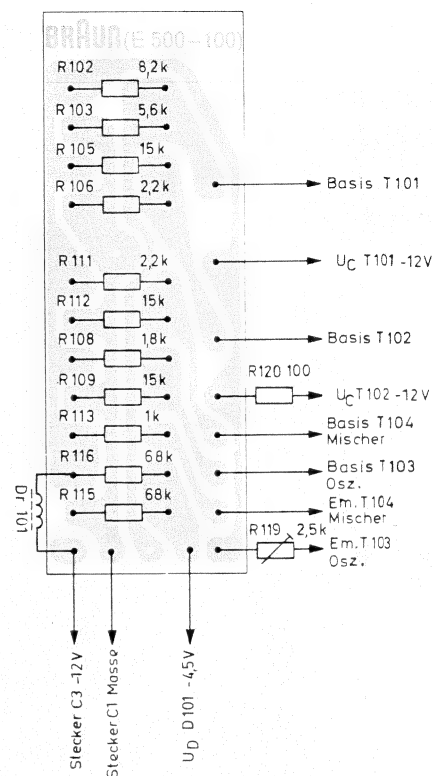 BRAUN (E 500-100)
R102 8,2k
R103 5,6k
R105 15k
R106 2,2k
Basis T101
R111 2,2k
UC T101 -12V
R112 15k
R108 1,8k
Basis T102
R109 15k
R120 100
UC T102 -12V
R113 1k
Basis T104
Mischer
R116 68k
Basis T103
Osz.
R115 68k
Em. T104
Mischer
R119 2,5k
Em. T103
Osz.
Dr 101
Stecker C3 -12V
Stecker C1 Masse
UD D101 -4,5V